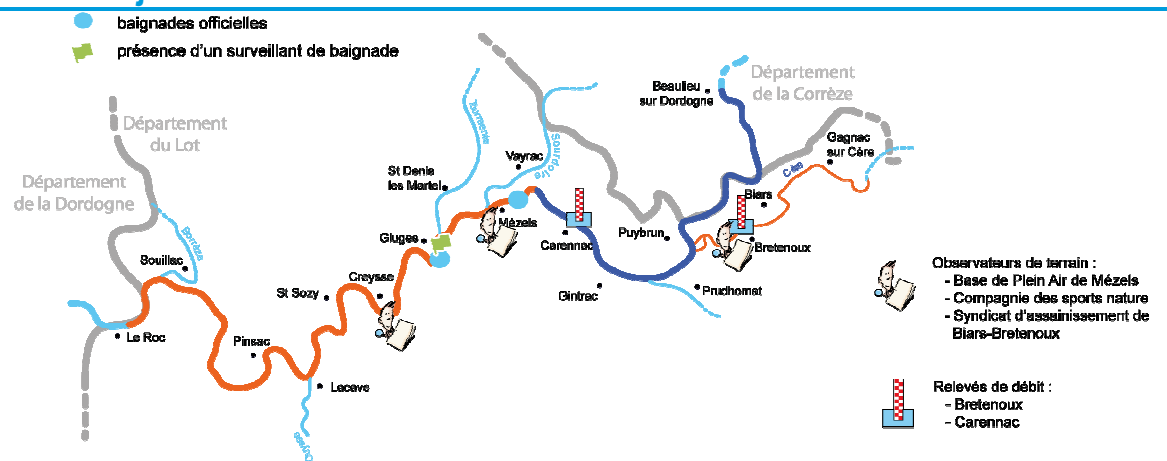 baignades officielles
présence d'un surveillant de baignade
Département
de la Corrèze
Beaulieu
sur Dordogne
Département
du Lot
Tourmente
Sourdoire
Gagnac
sur Cère
Vayrac
Cère
St Denis
les Martel
Département
de la Dordogne
Biars
Mézels
Gluges
Puybrun
Carennac
Bretenoux
Borrèze
Souillac
Creysse
St Sozy
Gintrac
Prudhomat
Le Roc
Pinsac
Lacave
Ouysse
Observateurs de terrain :
- Base de Plein Air de Mézels
- Compagnie des sports nature
- Syndicat d'assainissement de
Biars-Bretenoux
Relevés de débit :
- Bretenoux
- Carennac